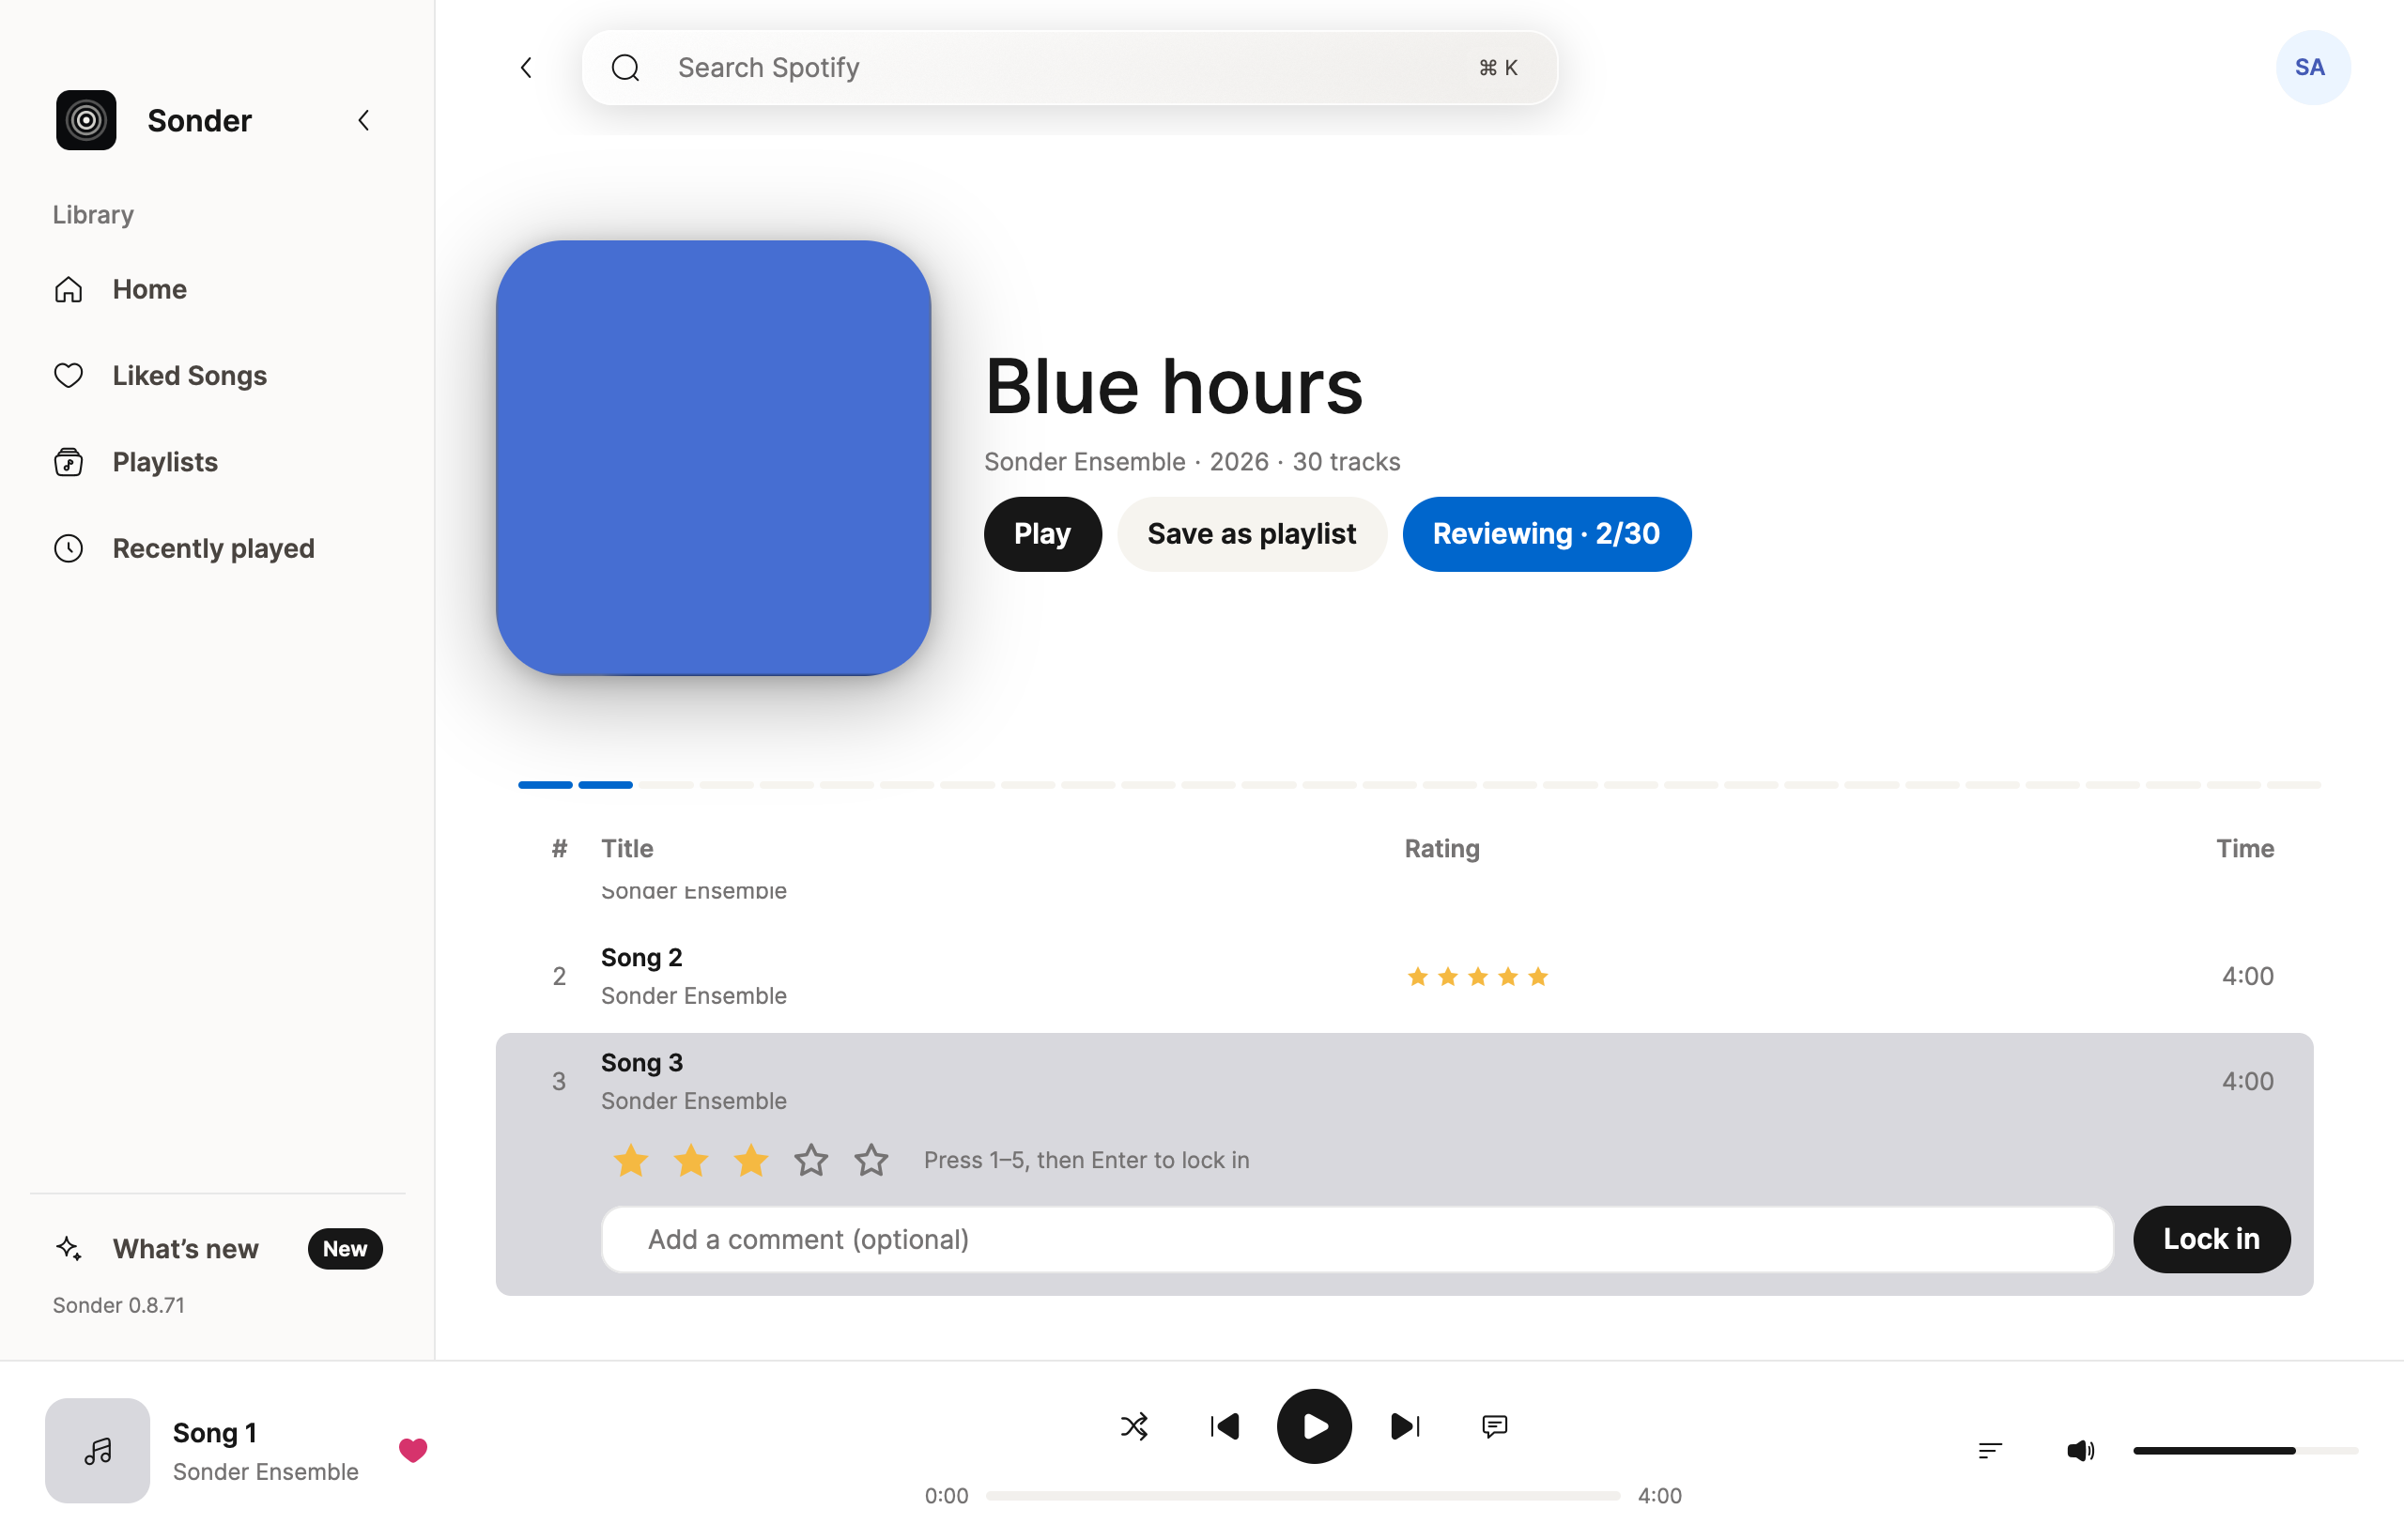 Sonder
Library
Home
Liked Songs
Playlists
Recently played
What’s new
New
Sonder 0.8.71
Search Spotify
⌘ K
SA
Blue hours
Sonder Ensemble · 2026 · 30 tracks
Play
Save as playlist
Reviewing · 2/30
# Title Rating Time
Sonder Ensemble
2 Song 2 4:00
Sonder Ensemble
3 Song 3 4:00
Sonder Ensemble
Press 1–5, then Enter to lock in
Add a comment (optional)
Lock in
Song 1
Sonder Ensemble
0:00
4:00